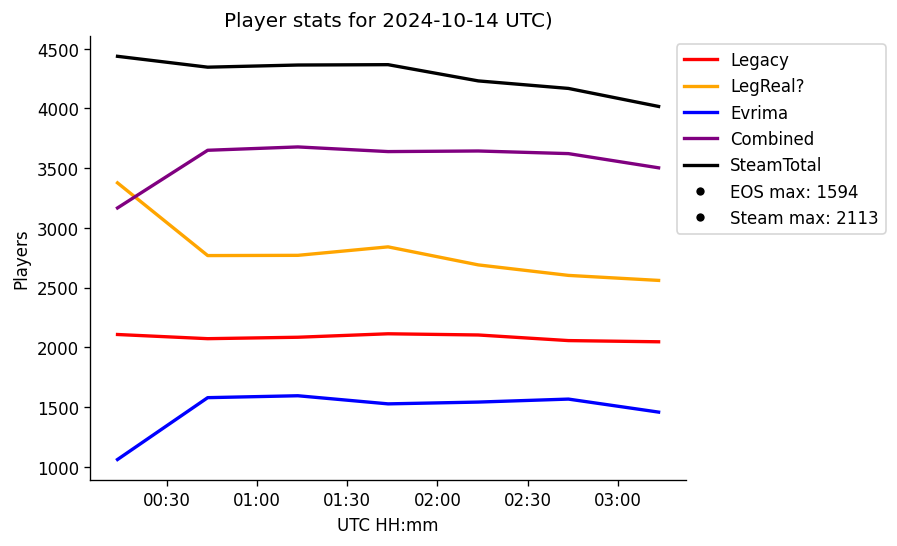 Player stats for 2024-10-14 UTC)
Legacy
LegReal?
Evrima
Combined
SteamTotal
EOS max: 1594
Steam max: 2113
Players
4500
4000
3500
3000
2500
2000
1500
1000
00:30 01:00 01:30 02:00 02:30 03:00
UTC HH:mm